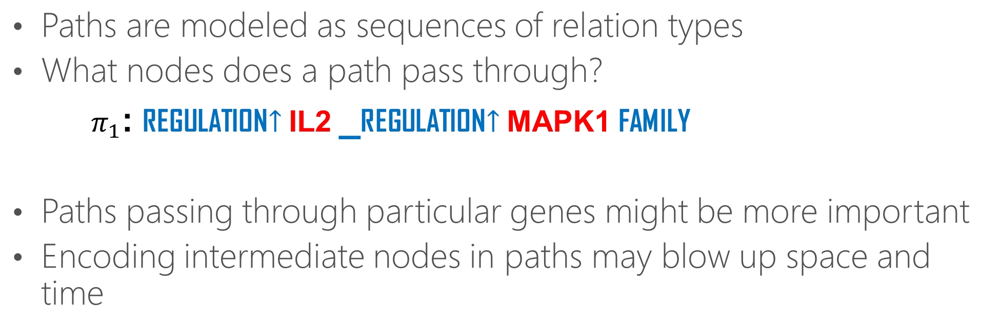 • Paths are modeled as sequences of relation types
• What nodes does a path pass through?
π₁: REGULATION↑ IL2 _REGULATION↑ MAPK1 FAMILY
• Paths passing through particular genes might be more important
• Encoding intermediate nodes in paths may blow up space and
time